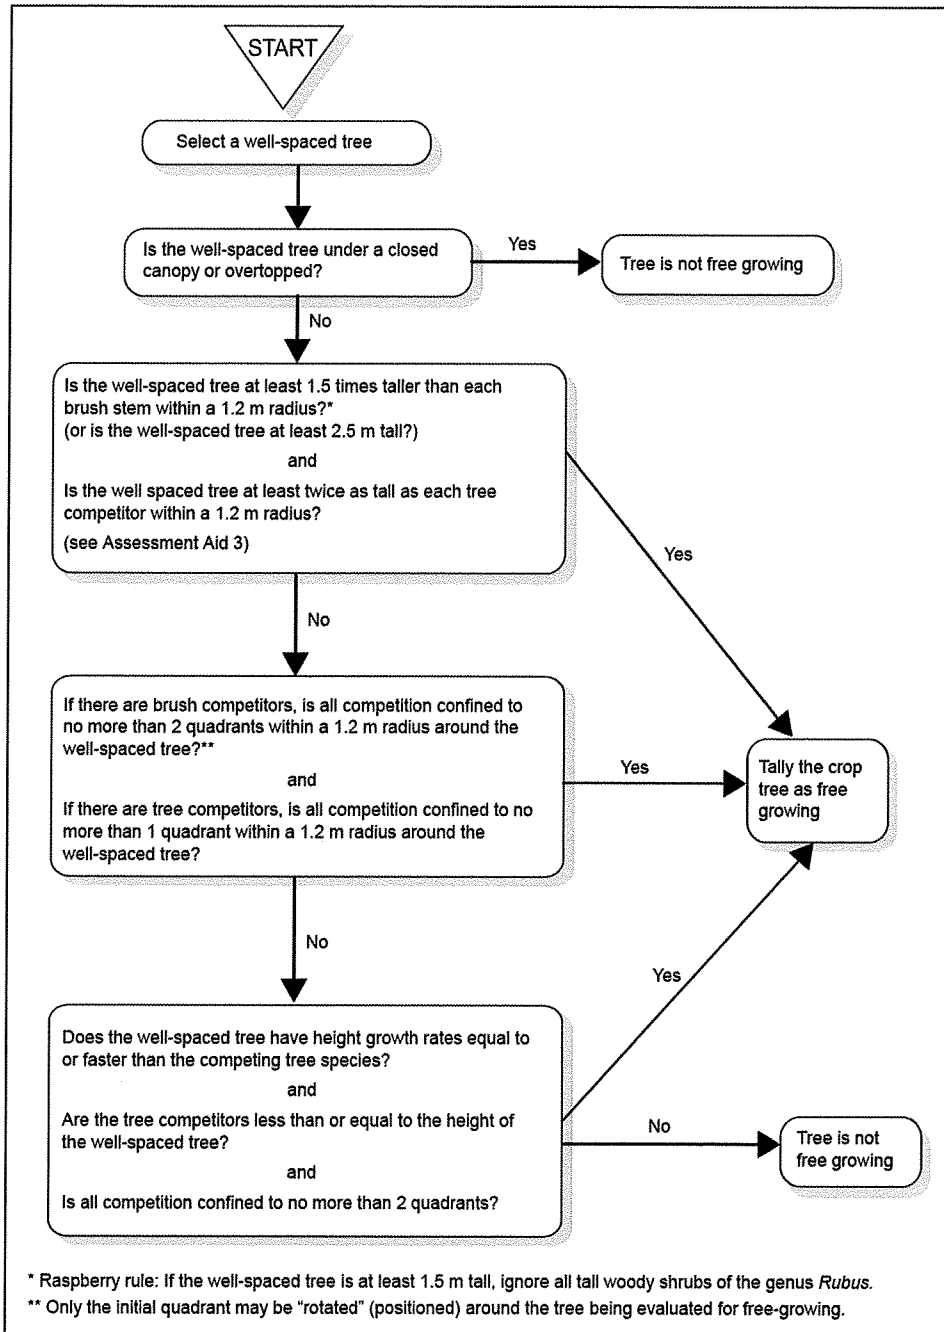 START
Select a well-spaced tree
Is the well-spaced tree under a closed
canopy or overtopped?
Yes
Tree is not free growing
No
Is the well-spaced tree at least 1.5 times taller than each
brush stem within a 1.2 m radius?*
(or is the well-spaced tree at least 2.5 m tall?)
and
Is the well spaced tree at least twice as tall as each tree
competitor within a 1.2 m radius?
(see Assessment Aid 3)
Yes
No
If there are brush competitors, is all competition confined to
no more than 2 quadrants within a 1.2 m radius around the
well-spaced tree?**
and
If there are tree competitors, is all competition confined to no
more than 1 quadrant within a 1.2 m radius around the
well-spaced tree?
Yes
Tally the crop
tree as free
growing
No
Does the well-spaced tree have height growth rates equal to
or faster than the competing tree species?
and
Are the tree competitors less than or equal to the height of
the well-spaced tree?
and
Is all competition confined to no more than 2 quadrants?
Yes
No
Tree is not
free growing
* Raspberry rule: If the well-spaced tree is at least 1.5 m tall, ignore all tall woody shrubs of the genus Rubus.
** Only the initial quadrant may be “rotated” (positioned) around the tree being evaluated for free-growing.